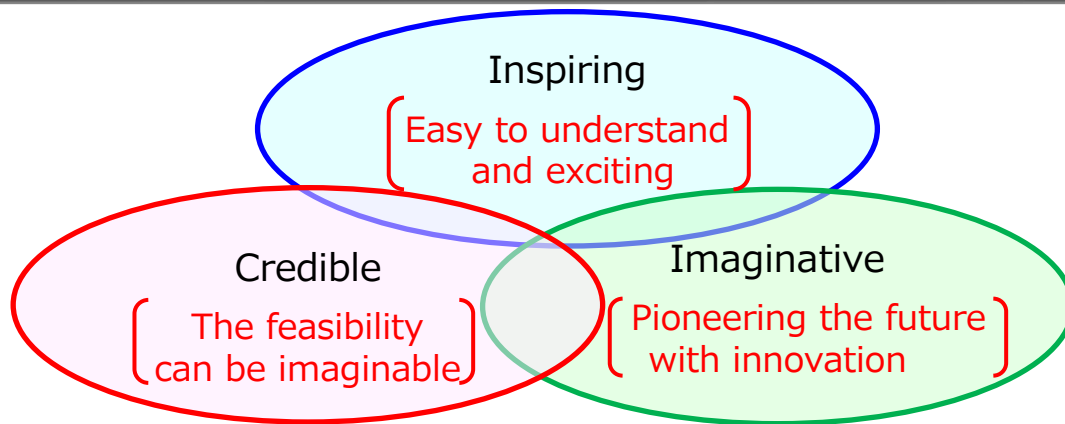 Inspiring
Easy to understand
and exciting
Credible
The feasibility
can be imaginable
Imaginative
Pioneering the future
with innovation